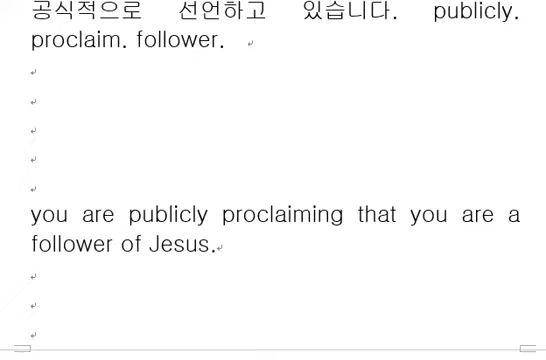 공식적으로 선언하고 있습니다. publicly.
proclaim. follower.
you are publicly proclaiming that you are a
follower of Jesus.